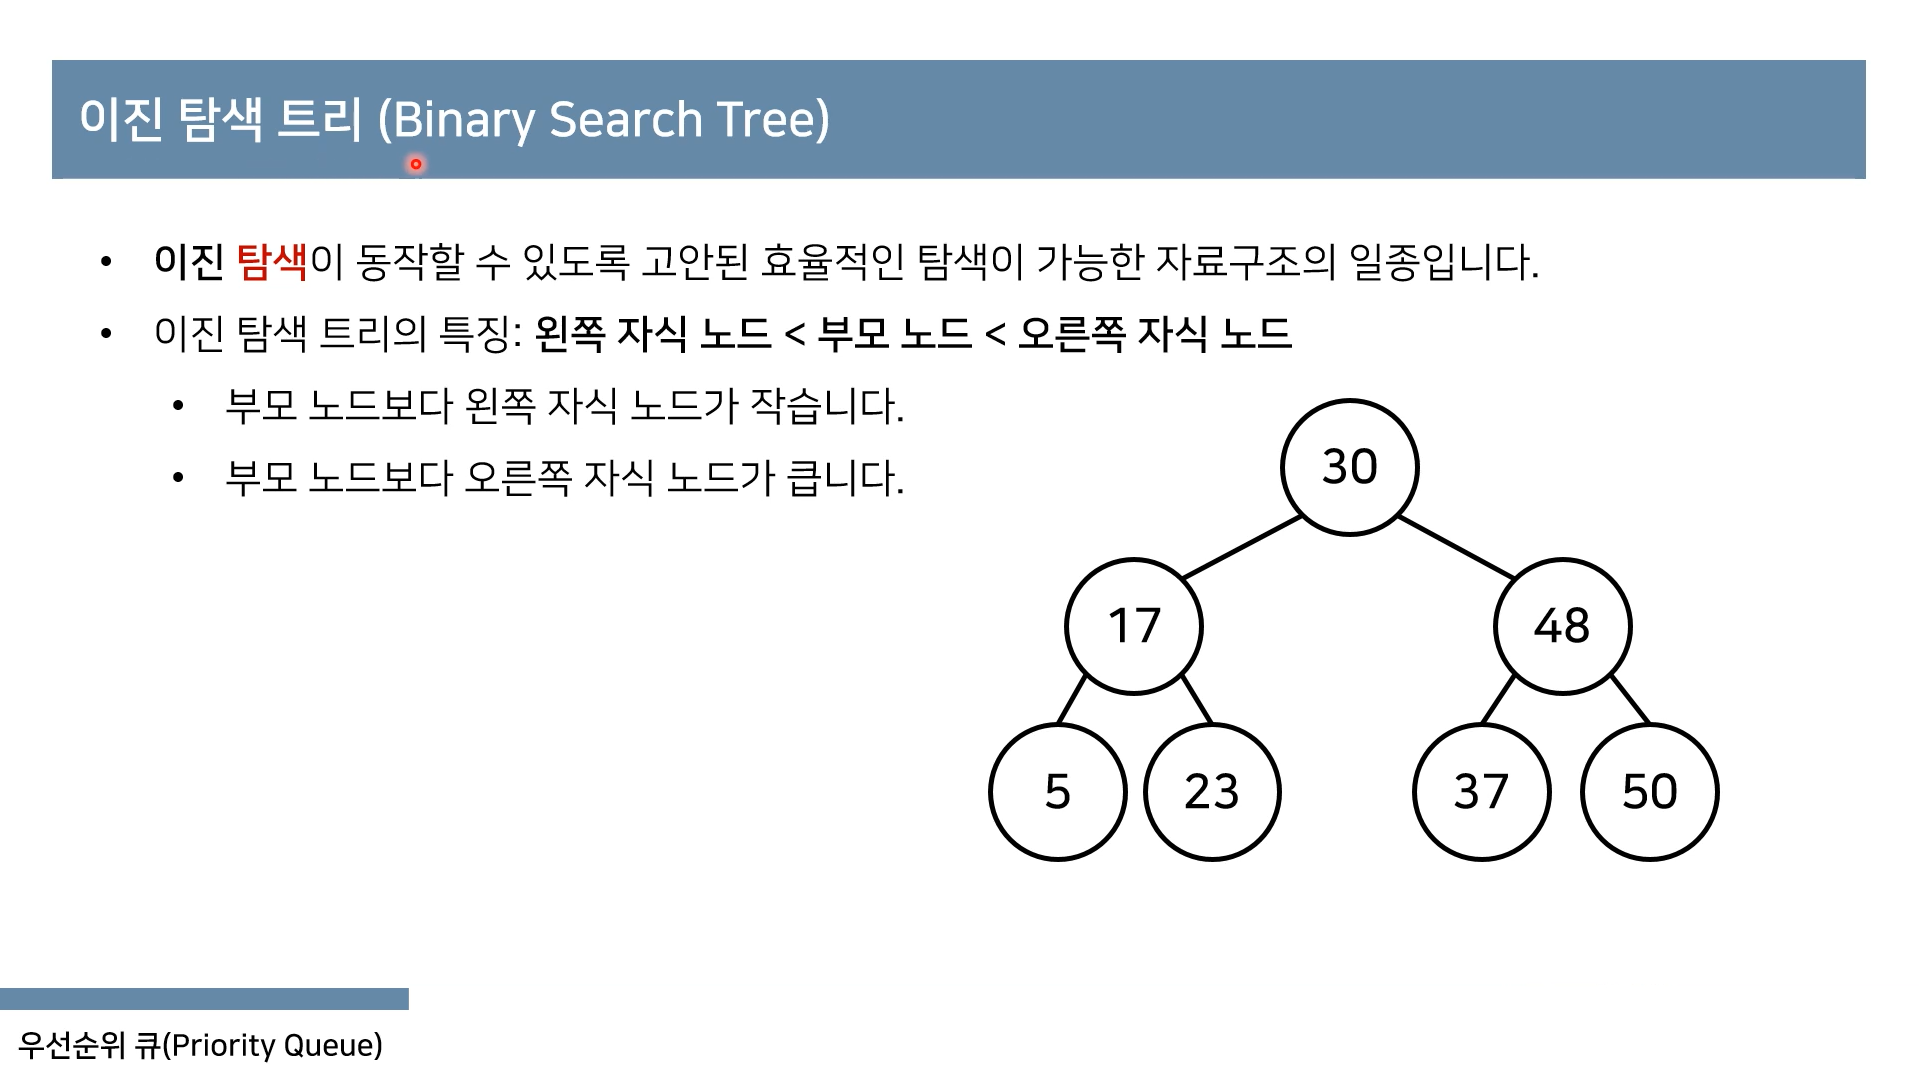 이진 탐색 트리 (Binary Search Tree)
• 이진 탐색이 동작할 수 있도록 고안된 효율적인 탐색이 가능한 자료구조의 일종입니다.
• 이진 탐색 트리의 특징: 왼쪽 자식 노드 < 부모 노드 < 오른쪽 자식 노드
• 부모 노드보다 왼쪽 자식 노드가 작습니다.
• 부모 노드보다 오른쪽 자식 노드가 큽니다.
30
17 48
5 23 37 50
우선순위 큐(Priority Queue)